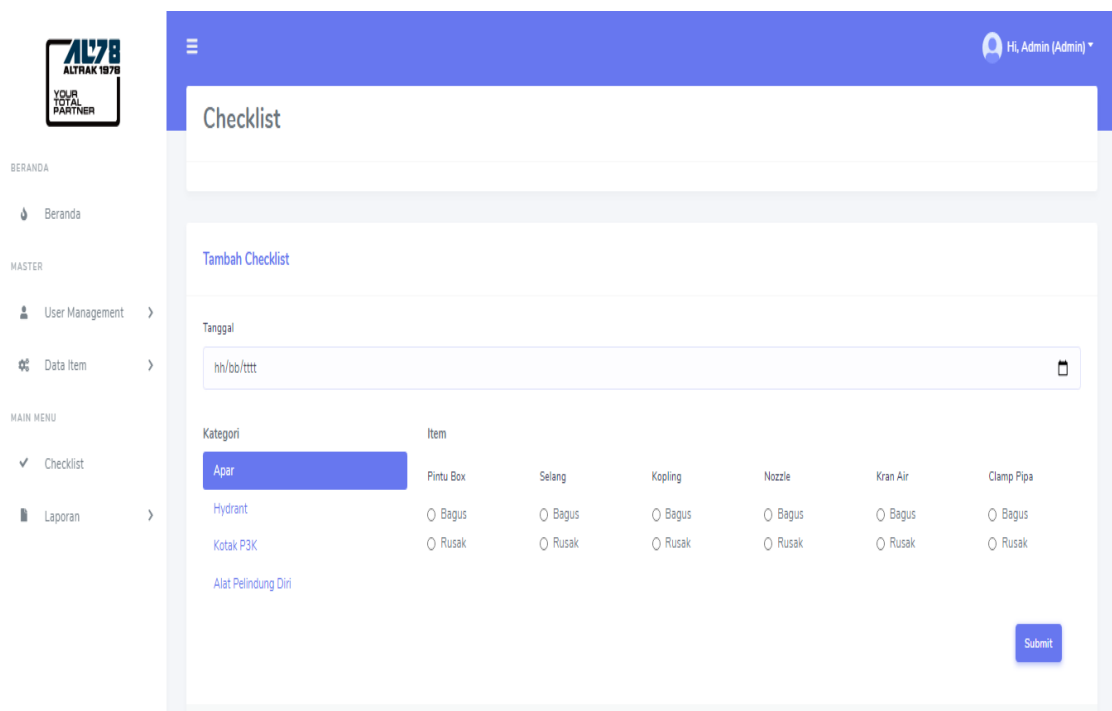 AL'78
ALTRAK 1978
YOUR
TOTAL
PARTNER
Hi, Admin (Admin)
Checklist
BERANDA
Beranda
MASTER
User Management
Data Item
MAIN MENU
Checklist
Laporan
Tambah Checklist
Tanggal
hh/bb/tttt
Kategori
Apar
Hydrant
Kotak P3K
Alat Pelindung Diri
Item
Pintu Box Selang Kopling Nozzle Kran Air Clamp Pipa
Bagus Bagus Bagus Bagus Bagus Bagus
Rusak Rusak Rusak Rusak Rusak Rusak
Submit